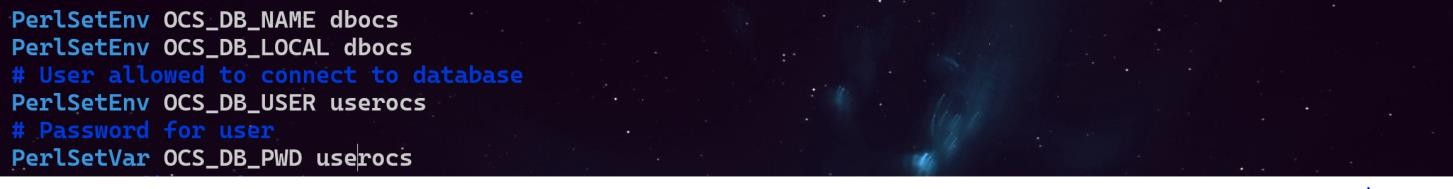 PerlSetEnv OCS_DB_NAME dbocs
PerlSetEnv OCS_DB_LOCAL dbocs
# User allowed to connect to database
PerlSetEnv OCS_DB_USER userocs
# Password for user
PerlSetVar OCS_DB_PWD userocs